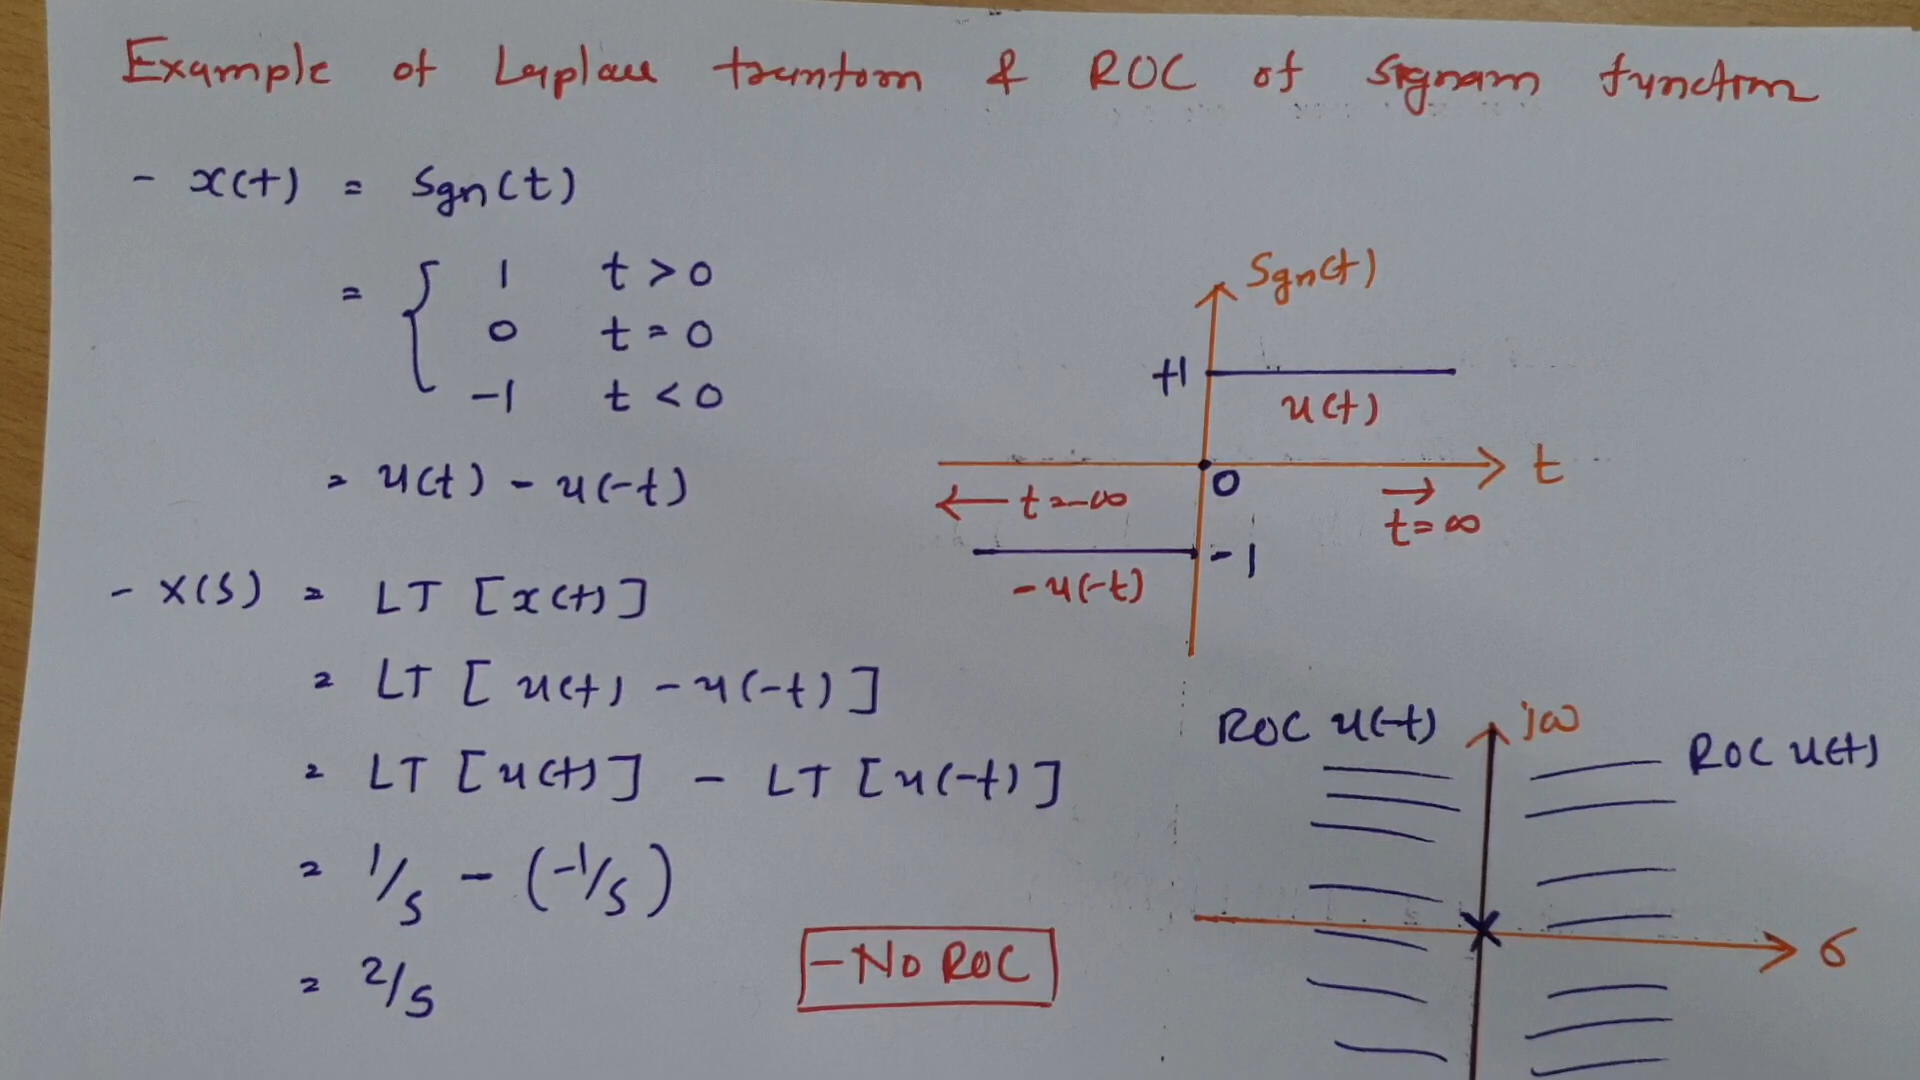 Example of Laplace transform & ROC of signum function
- x(t) = Sgn(t)
= { 1 t > 0
0 t = 0
-1 t < 0
= u(t) - u(-t)
- X(s) = LT [x(t)]
= LT [u(t) - u(-t)]
= LT [u(t)] - LT [u(-t)]
= 1/s - (-1/s)
= 2/s
- No ROC
Sgn(t)
+1
u(t)
0
t
← t=-∞
→
t=∞
-1
-u(-t)
ROC u(-t)
jω
ROC u(t)
σ